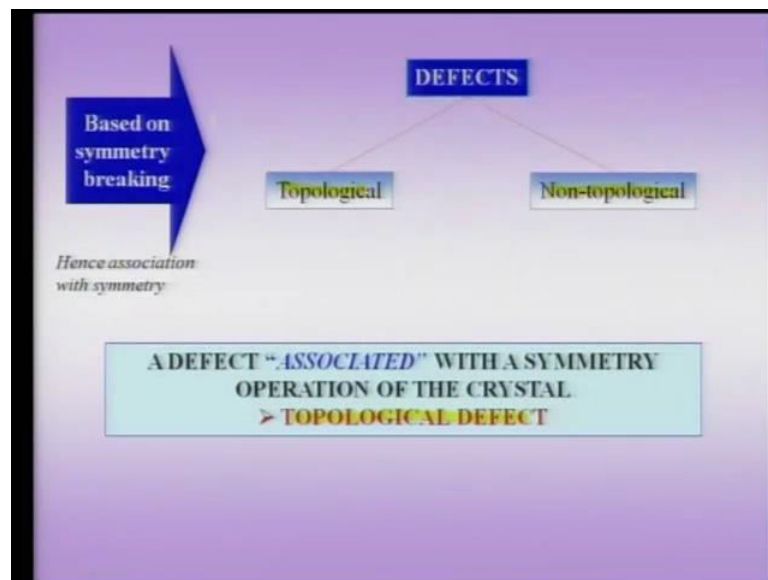 DEFECTS
Based on
symmetry
breaking
Topological
Non-topological
Hence association
with symmetry
A DEFECT “ASSOCIATED” WITH A SYMMETRY
OPERATION OF THE CRYSTAL
➢ TOPOLOGICAL DEFECT